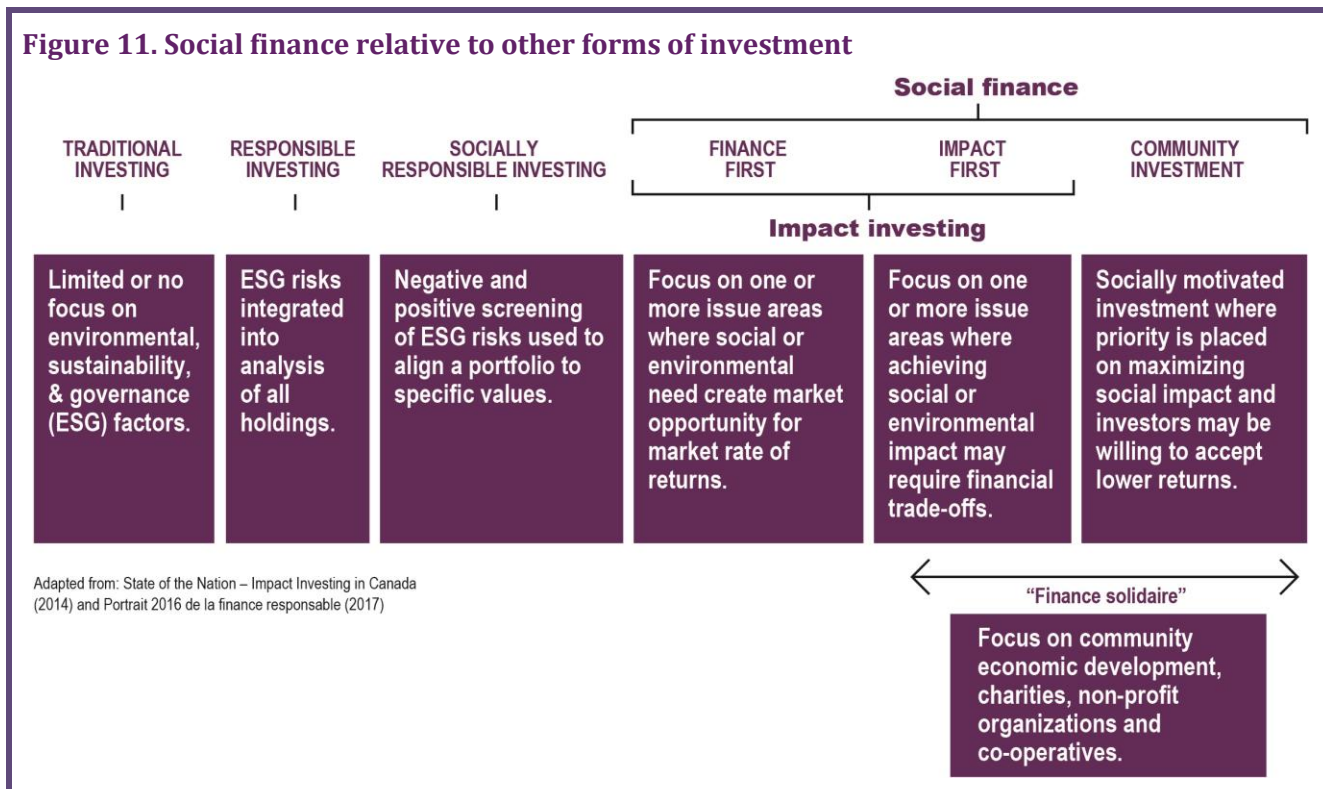 Figure 11. Social finance relative to other forms of investment
Social finance
TRADITIONAL
INVESTING
RESPONSIBLE
INVESTING
SOCIALLY
RESPONSIBLE INVESTING
FINANCE
FIRST
IMPACT
FIRST
COMMUNITY
INVESTMENT
Impact investing
Limited or no
focus on
environmental,
sustainability,
& governance
(ESG) factors.
ESG risks
integrated
into
analysis
of all
holdings.
Negative and
positive screening
of ESG risks used to
align a portfolio to
specific values.
Focus on one or
more issue areas
where social or
environmental
need create market
opportunity for
market rate of
returns.
Focus on one
or more issue
areas where
achieving
social or
environmental
impact may
require financial
trade-offs.
Socially motivated
investment where
priority is placed
on maximizing
social impact and
investors may be
willing to accept
lower returns.
Adapted from: State of the Nation – Impact Investing in Canada
(2014) and Portrait 2016 de la finance responsable (2017)
“Finance solidaire”
Focus on community
economic development,
charities, non-profit
organizations and
co-operatives.